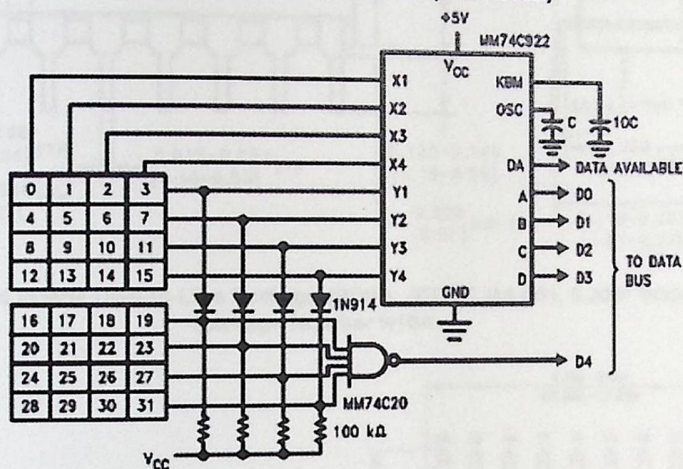 +5V
MM74C922
VCC
X1
KBM
X2
OSC
C
10C
X3
X4
DA
DATA AVAILABLE
0 1 2 3
Y1
A
D0
4 5 6 7
Y2
B
D1
8 9 10 11
Y3
C
D2
TO DATA
BUS
12 13 14 15
Y4
D
D3
1N914
GND
16 17 18 19
20 21 22 23
D4
24 25 26 27
MM74C20
28 29 30 31
100 kΩ
VCC